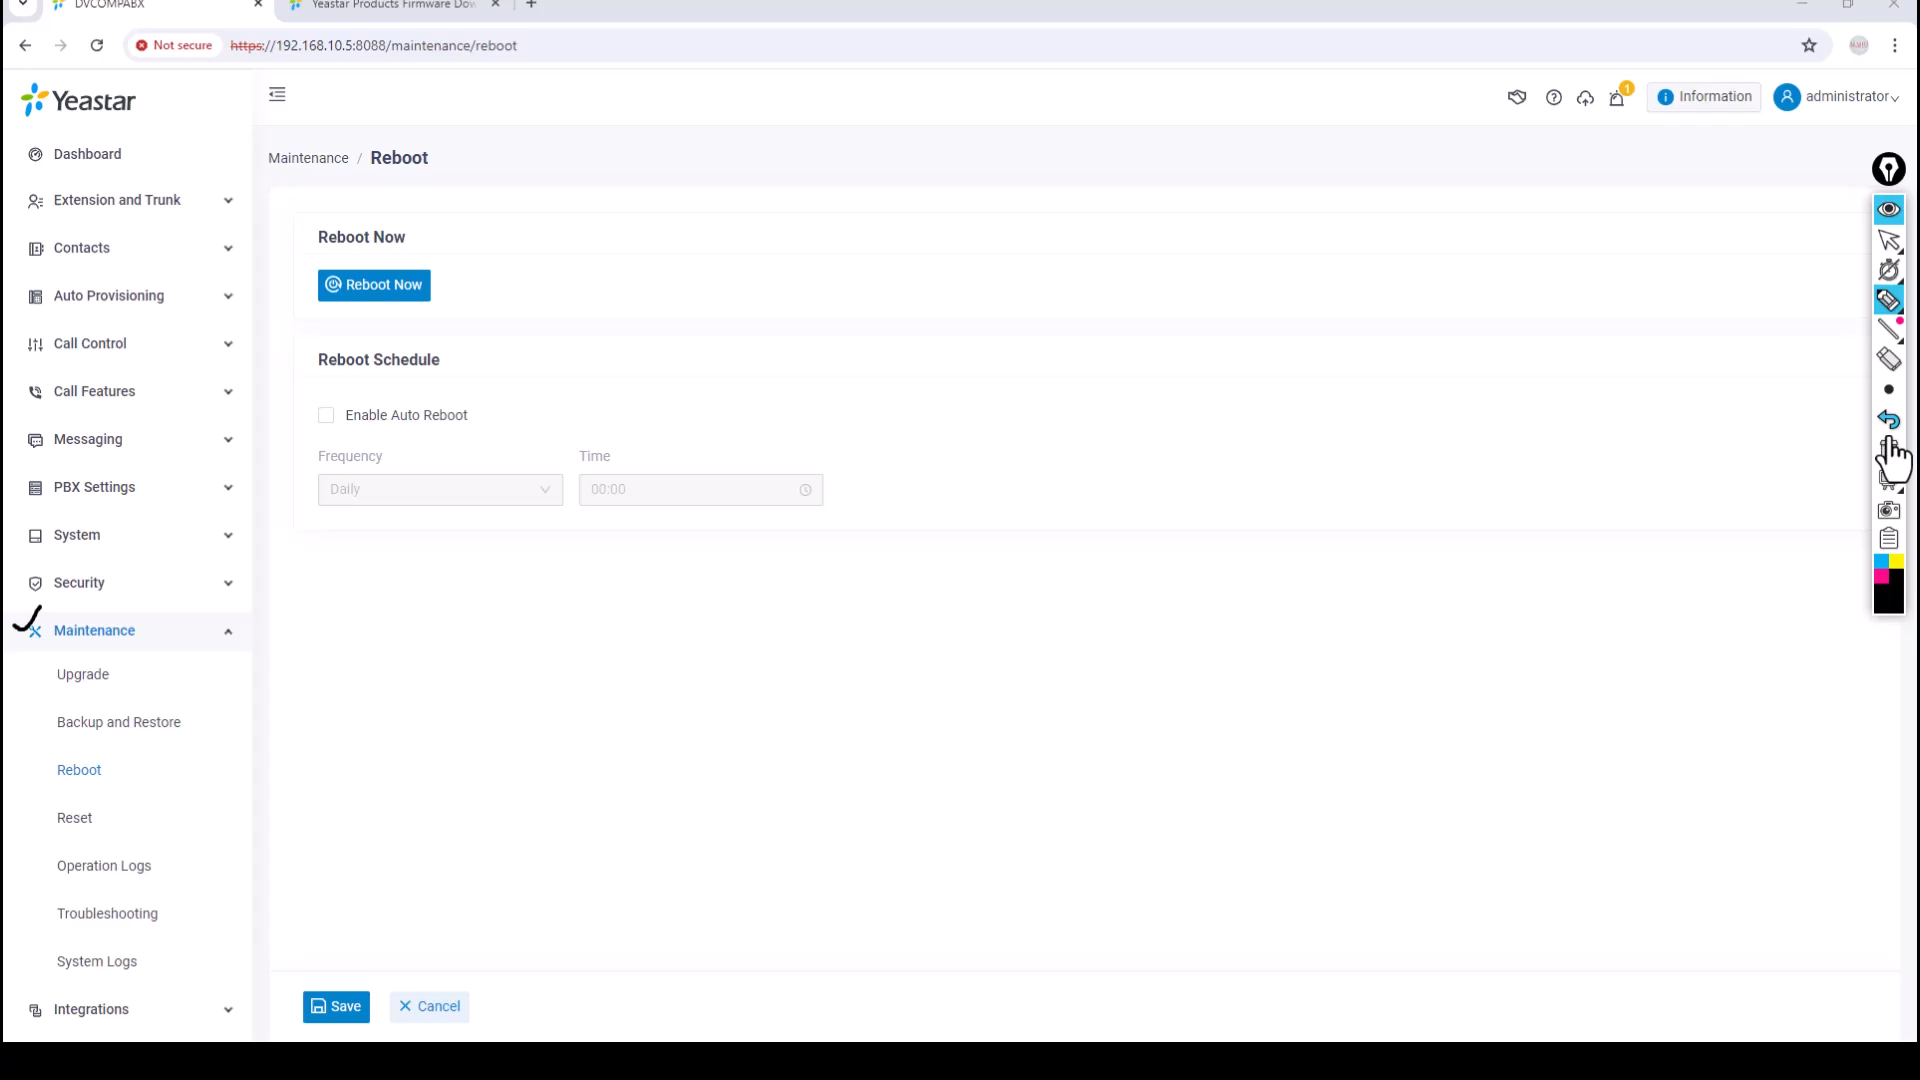 DVCOMPABX
Yeastar Products Firmware Dow
Not secure
https://192.168.10.5:8088/maintenance/reboot
Yeastar
1
Information
administrator
Dashboard
Extension and Trunk
Contacts
Auto Provisioning
Call Control
Call Features
Messaging
PBX Settings
System
Security
Maintenance
Upgrade
Backup and Restore
Reboot
Reset
Operation Logs
Troubleshooting
System Logs
Integrations
Maintenance / Reboot
Reboot Now
Reboot Now
Reboot Schedule
Enable Auto Reboot
Frequency Time
Daily 00:00
Save Cancel